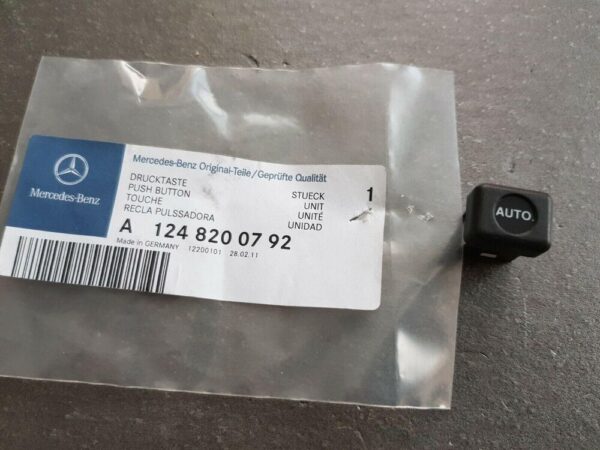 Mercedes-Benz
Mercedes-Benz Original-Teile/Geprüfte Qualität
DRUCKTASTE
PUSH BUTTON
TOUCHE
RECLA PULSSADORA
STUECK
UNIT
UNITÉ
UNIDAD
1
A 124 820 07 92
Made in GERMANY 12200101 28.02.11
AUTO.